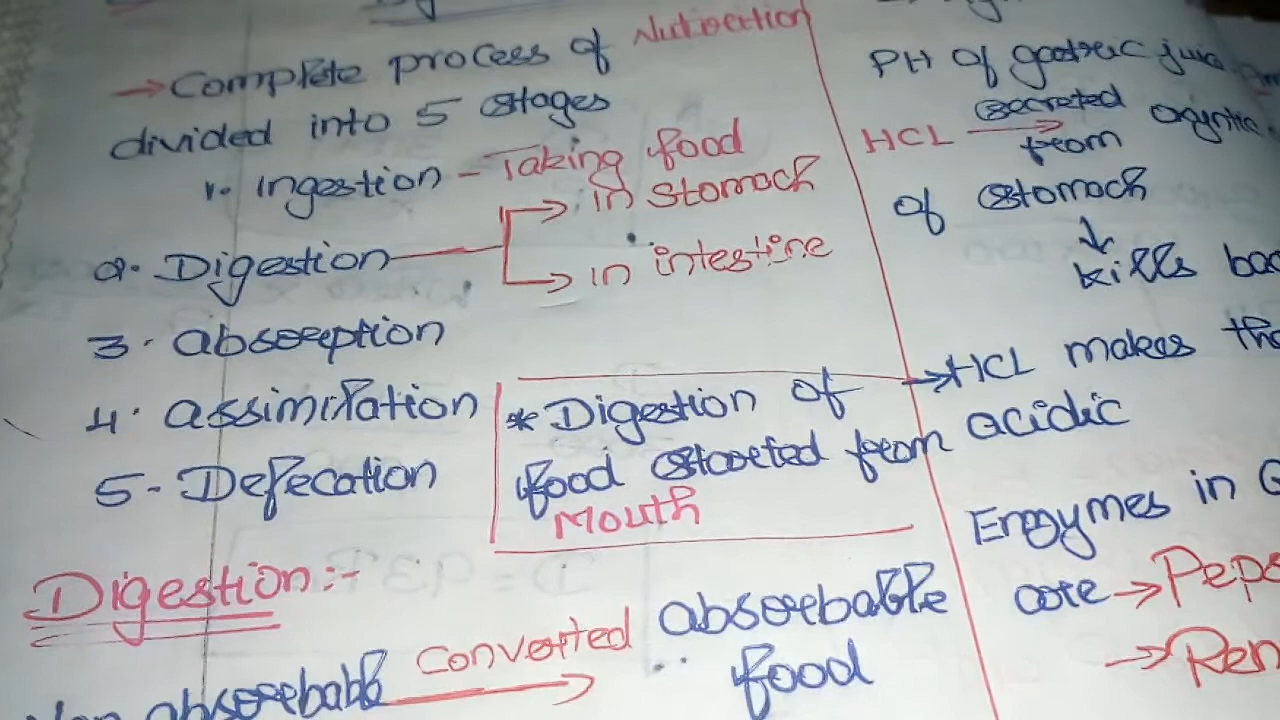 → Complete process of Nutrition
divided into 5 stages
1. Ingestion - Taking food
2. Digestion → in stomach
→ in intestine
3. absorption
4. assimilation
5. Defecation
* Digestion of
food started from
Mouth
Digestion:-
absorbable converted → absorbable
food
PH of gastric
HCL secreted → from
of stomach
↓
kills
→ HCL makes
acidic
Enzymes in
are →
→